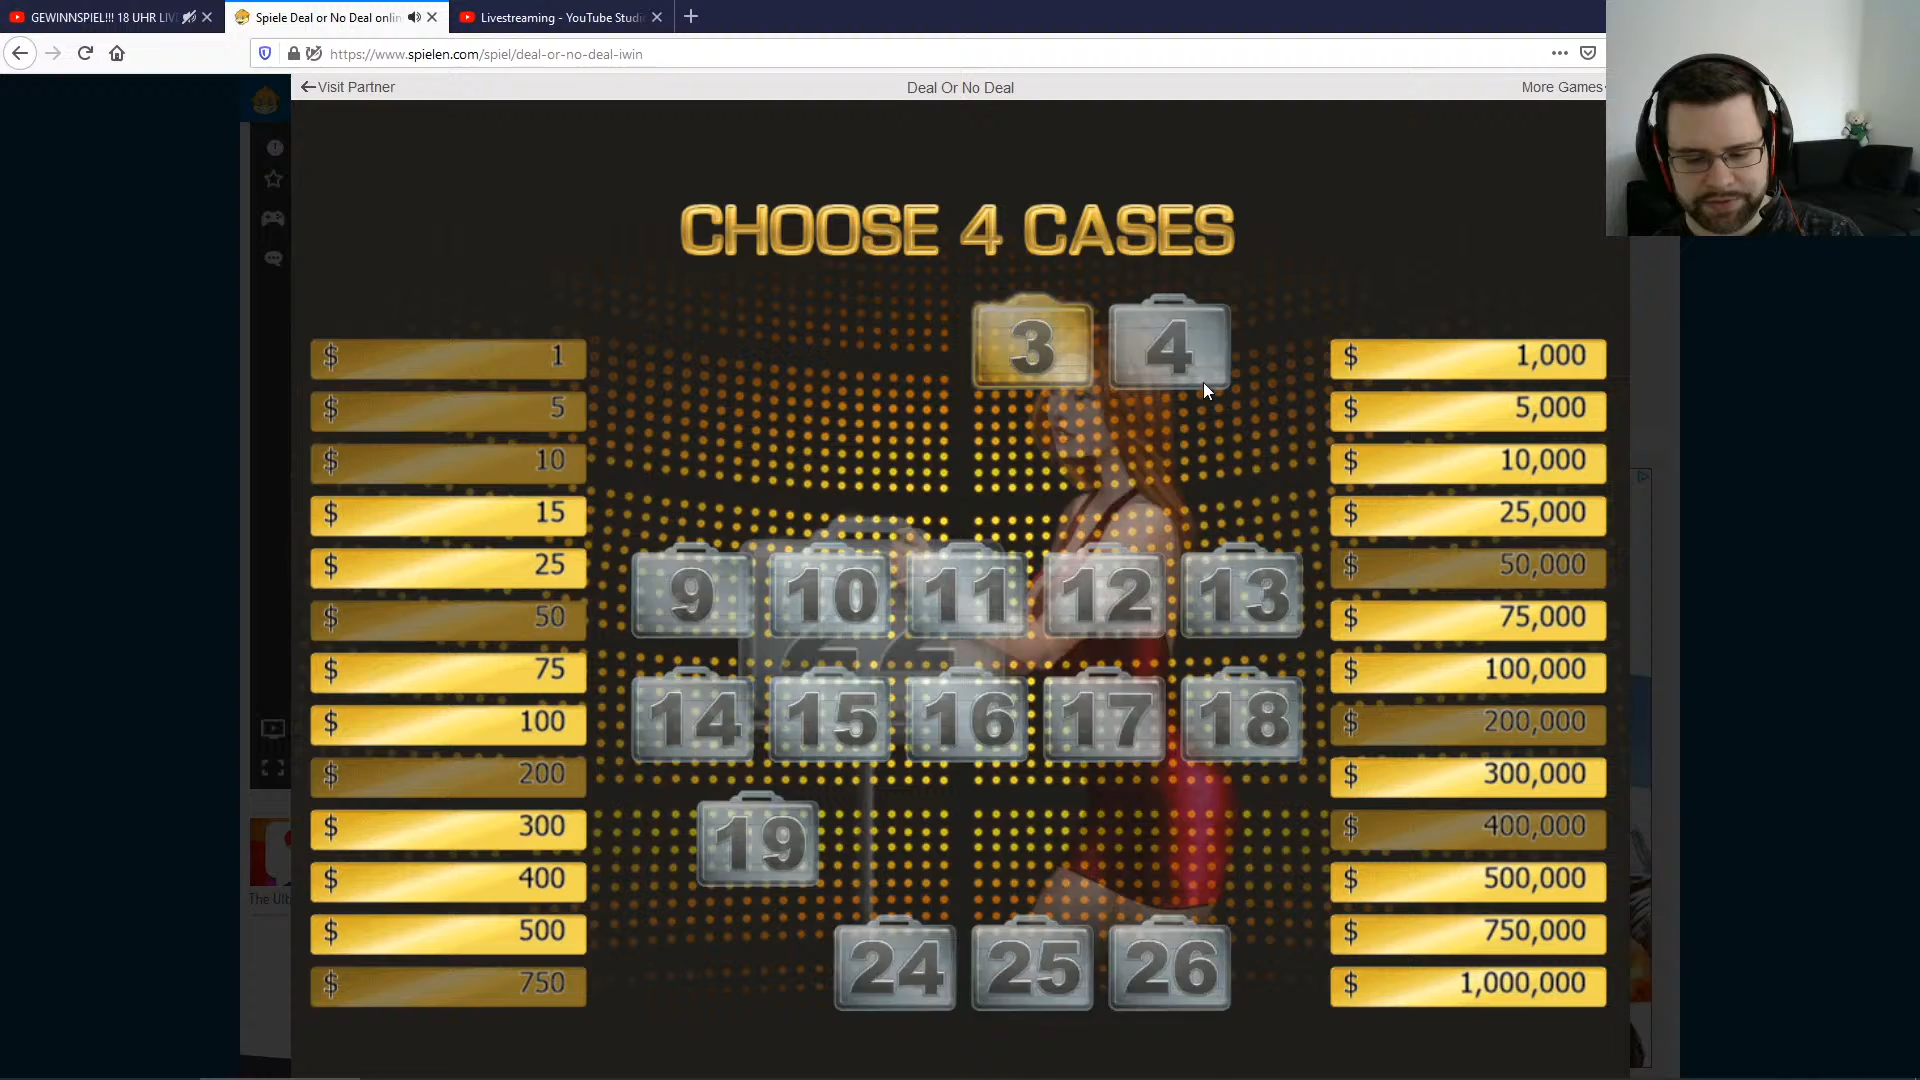 GEWINNSPIEL!!! 18 UHR LIV
Spiele Deal or No Deal onlin
Livestreaming - YouTube Studi
https://www.spielen.com/spiel/deal-or-no-deal-iwin
Visit Partner
Deal Or No Deal
More Games
CHOOSE 4 CASES
3 4
$ 1
$ 5
$ 10
$ 15
$ 25
$ 50
$ 75
$ 100
$ 200
$ 300
$ 400
$ 500
$ 750
9 10 11 12 13
14 15 16 17 18
19
24 25 26
$ 1,000
$ 5,000
$ 10,000
$ 25,000
$ 50,000
$ 75,000
$ 100,000
$ 200,000
$ 300,000
$ 400,000
$ 500,000
$ 750,000
$ 1,000,000
The Ult